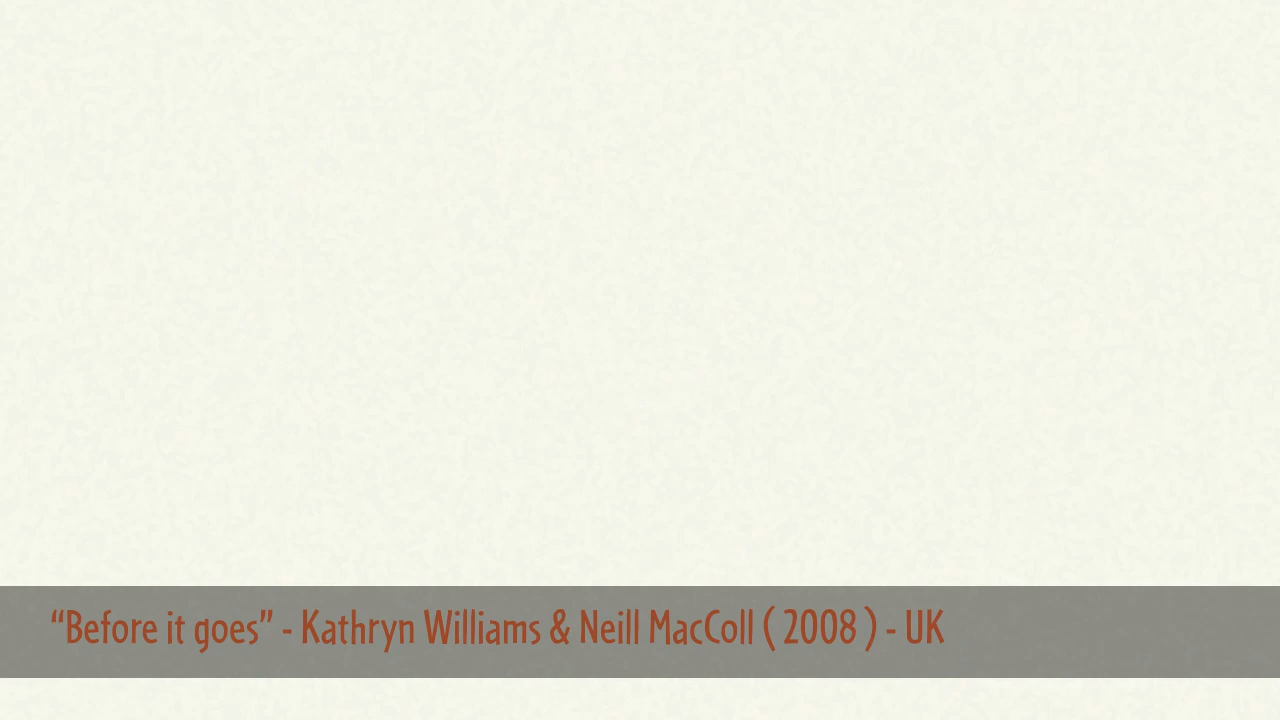 “Before it goes” - Kathryn Williams & Neill MacColl ( 2008 ) - UK